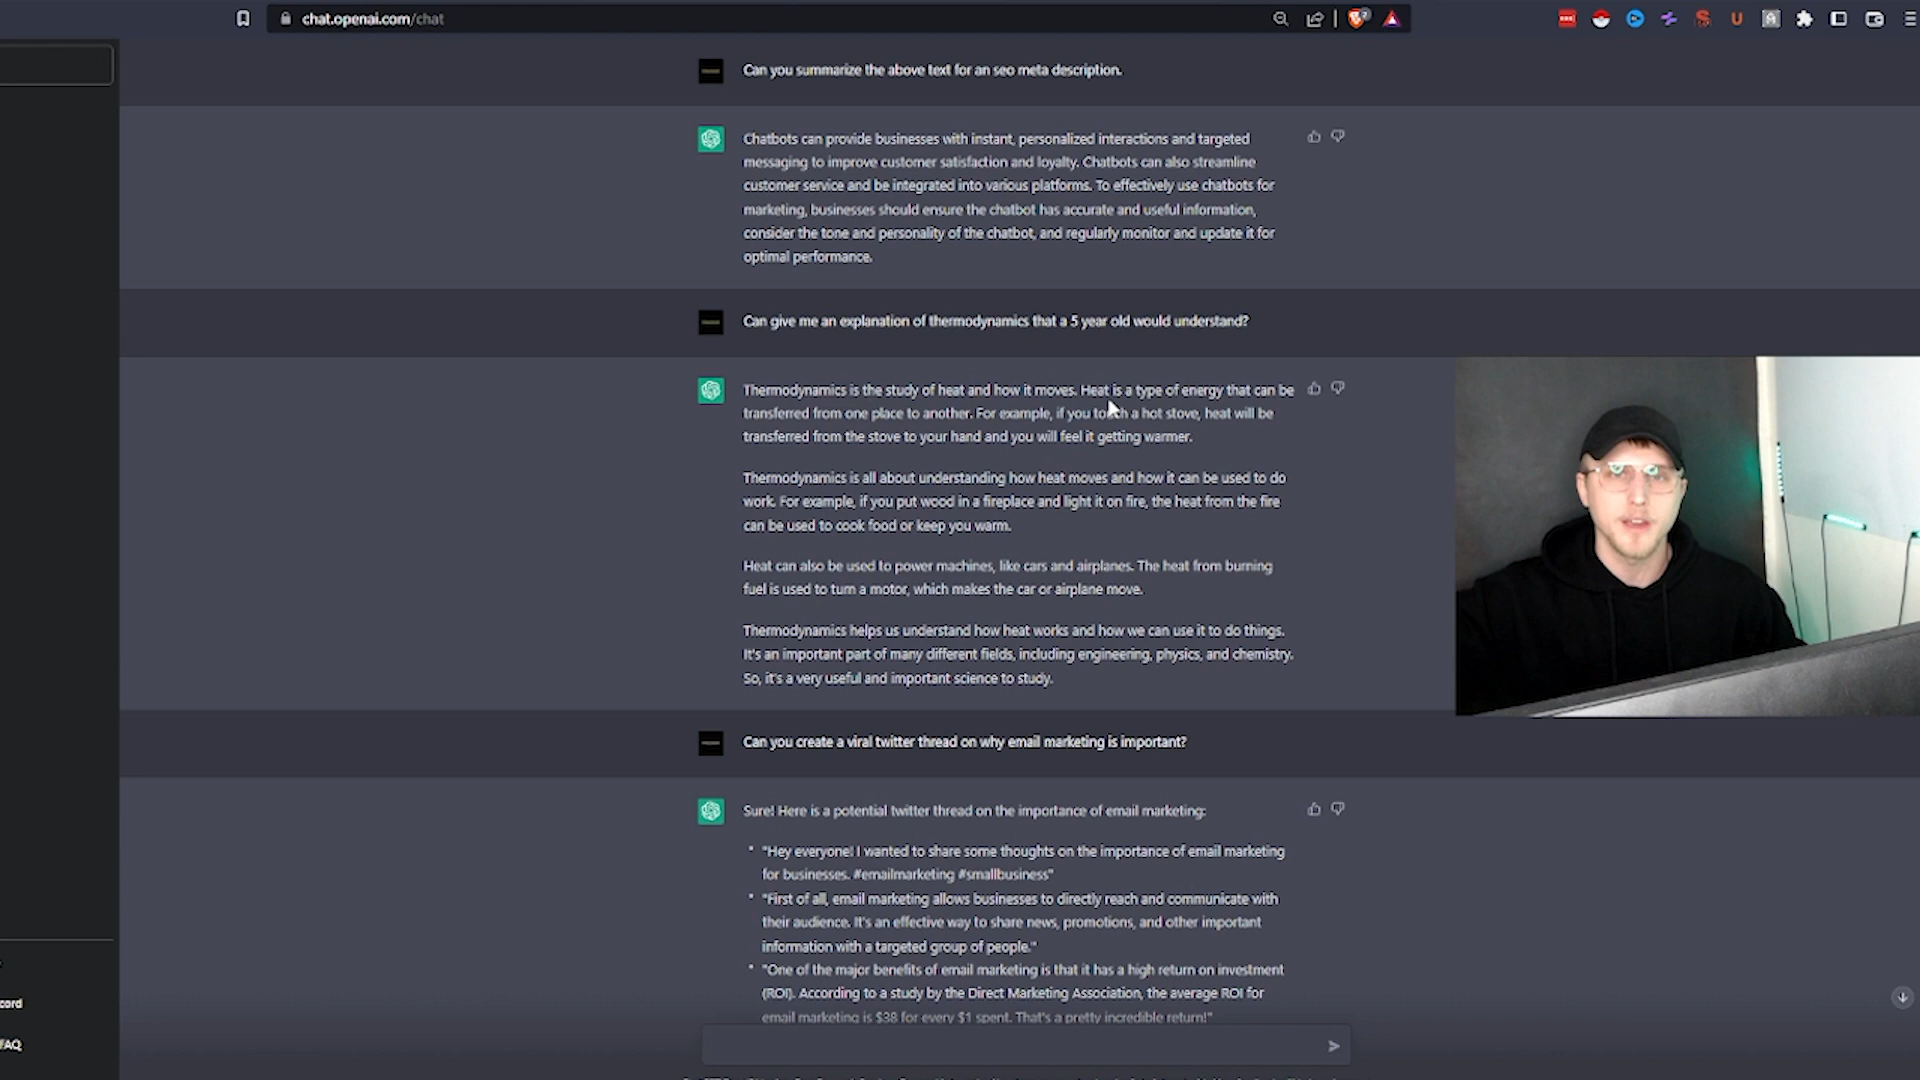 chat.openai.com/chat
Can you summarize the above text for an seo meta description.
Chatbots can provide businesses with instant, personalized interactions and targeted
messaging to improve customer satisfaction and loyalty. Chatbots can also streamline
customer service and be integrated into various platforms. To effectively use chatbots for
marketing, businesses should ensure the chatbot has accurate and useful information,
consider the tone and personality of the chatbot, and regularly monitor and update it for
optimal performance.
Can give me an explanation of thermodynamics that a 5 year old would understand?
Thermodynamics is the study of heat and how it moves. Heat is a type of energy that can be
transferred from one place to another. For example, if you touch a hot stove, heat will be
transferred from the stove to your hand and you will feel it getting warmer.
Thermodynamics is all about understanding how heat moves and how it can be used to do
work. For example, if you put wood in a fireplace and light it on fire, the heat from the fire
can be used to cook food or keep you warm.
Heat can also be used to power machines, like cars and airplanes. The heat from burning
fuel is used to turn a motor, which makes the car or airplane move.
Thermodynamics helps us understand how heat works and how we can use it to do things.
It's an important part of many different fields, including engineering, physics, and chemistry.
So, it's a very useful and important science to study.
Can you create a viral twitter thread on why email marketing is important?
Sure! Here is a potential twitter thread on the importance of email marketing:
• "Hey everyone! I wanted to share some thoughts on the importance of email marketing
for businesses. #emailmarketing #smallbusiness"
• "First of all, email marketing allows businesses to directly reach and communicate with
their audience. It's an effective way to share news, promotions, and other important
information with a targeted group of people."
• "One of the major benefits of email marketing is that it has a high return on investment
(ROI). According to a study by the Direct Marketing Association, the average ROI for
email marketing is $38 for every $1 spent. That's a pretty incredible return!"
cord
FAQ